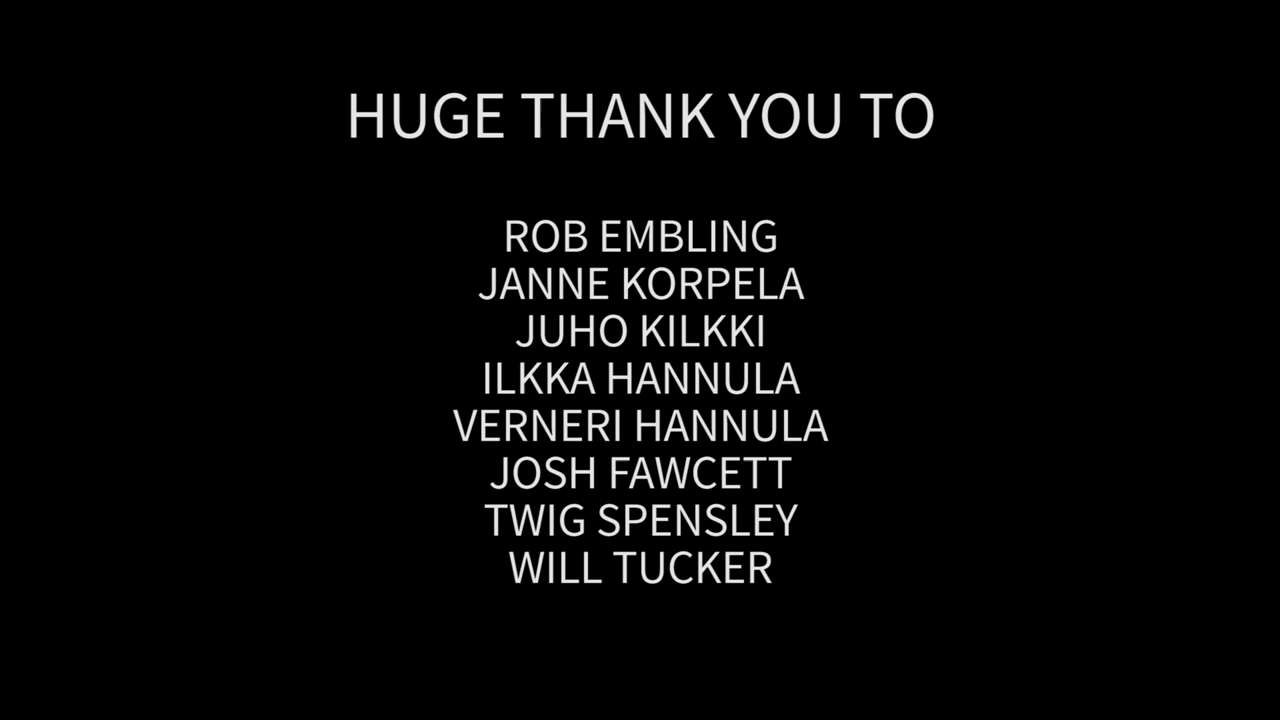 HUGE THANK YOU TO
ROB EMBLING
JANNE KORPELA
JUHO KILKKI
ILKKA HANNULA
VERNERI HANNULA
JOSH FAWCETT
TWIG SPENSLEY
WILL TUCKER